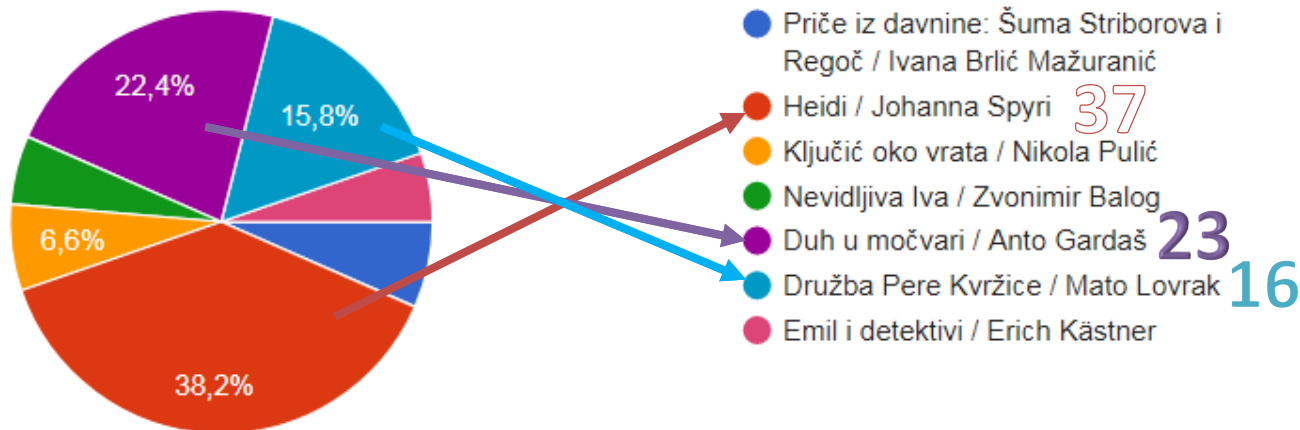 22,4%
15,8%
6,6%
38,2%
Priče iz davnine: Šuma Striborova i
Regoč / Ivana Brlić Mažuranić
Heidi / Johanna Spyri 37
Ključić oko vrata / Nikola Pulić
Nevidljiva Iva / Zvonimir Balog
Duh u močvari / Anto Gardaš 23
Družba Pere Kvržice / Mato Lovrak 16
Emil i detektivi / Erich Kästner